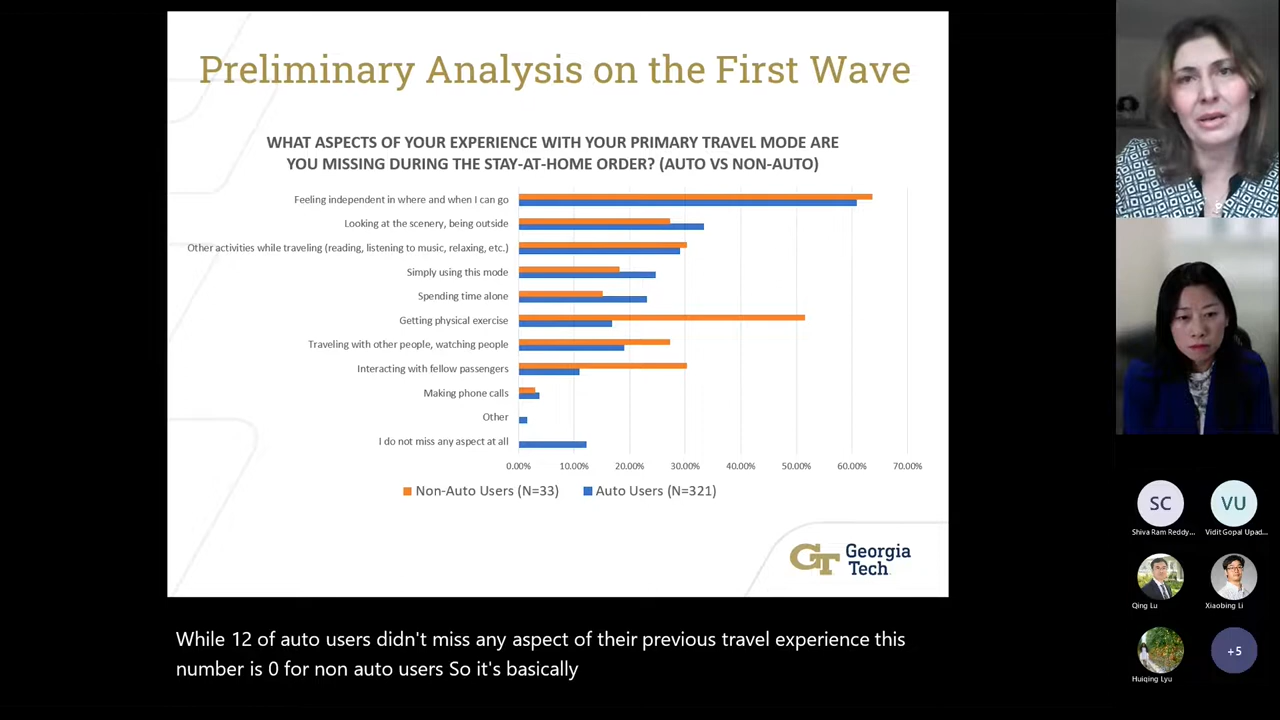 Preliminary Analysis on the First Wave
WHAT ASPECTS OF YOUR EXPERIENCE WITH YOUR PRIMARY TRAVEL MODE ARE
YOU MISSING DURING THE STAY-AT-HOME ORDER? (AUTO VS NON-AUTO)
Feeling independent in where and when I can go
Looking at the scenery, being outside
Other activities while traveling (reading, listening to music, relaxing, etc.)
Simply using this mode
Spending time alone
Getting physical exercise
Traveling with other people, watching people
Interacting with fellow passengers
Making phone calls
Other
I do not miss any aspect at all
0.00% 10.00% 20.00% 30.00% 40.00% 50.00% 60.00% 70.00%
Non-Auto Users (N=33) Auto Users (N=321)
GT Georgia
Tech
While 12 of auto users didn't miss any aspect of their previous travel experience this
number is 0 for non auto users So it's basically
SC VU
Shiva Ram Reddy... Vidit Gopal Upad...
Qing Lu Xiaobing Li
+5
Huiqing Lyu